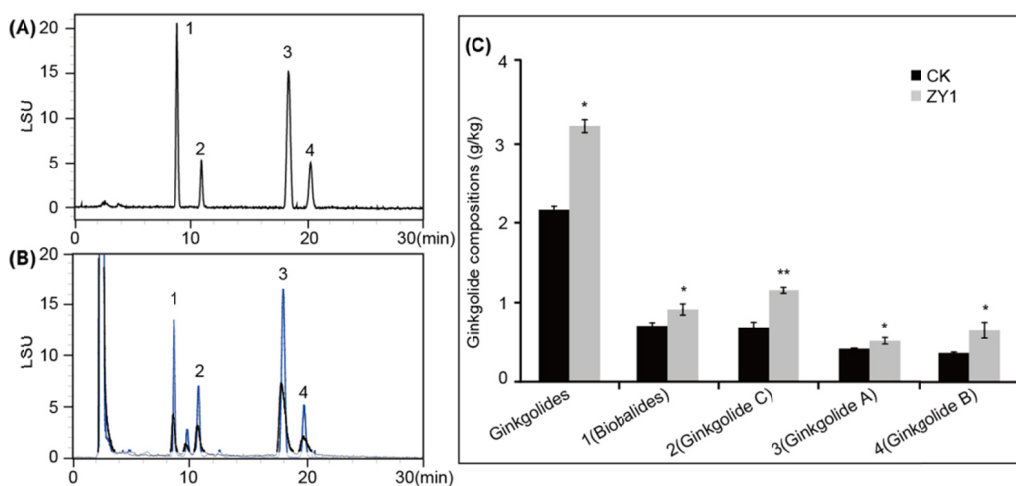 (A)
20
15
10
5
0
LSU
1
2
3
4
0
10
20
30(min)
(B)
20
15
10
5
0
LSU
1
2
3
4
0
10
20
30(min)
(C)
4
3
2
1
0
Ginkgolide compositions (g/kg)
CK
ZY1
*
*
**
*
*
Ginkgolides
1(Biobalides)
2(Ginkgolide C)
3(Ginkgolide A)
4(Ginkgolide B)